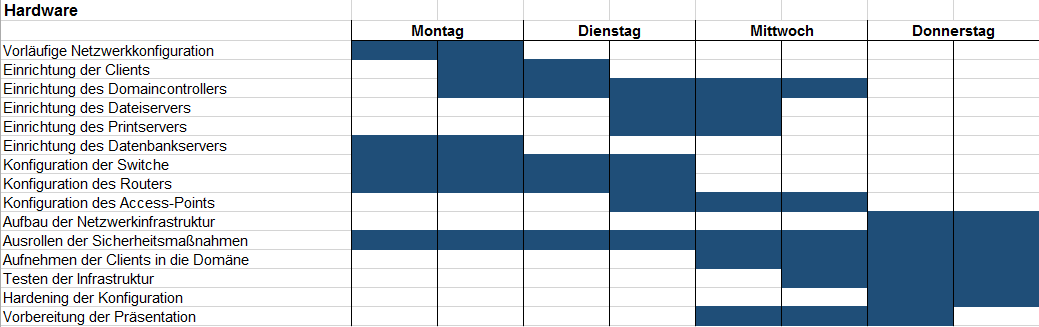 Hardware
Montag Dienstag Mittwoch Donnerstag
Vorläufige Netzwerkkonfiguration
Einrichtung der Clients
Einrichtung des Domaincontrollers
Einrichtung des Dateiservers
Einrichtung des Printservers
Einrichtung des Datenbankservers
Konfiguration der Switche
Konfiguration des Routers
Konfiguration des Access-Points
Aufbau der Netzwerkinfrastruktur
Ausrollen der Sicherheitsmaßnahmen
Aufnehmen der Clients in die Domäne
Testen der Infrastruktur
Hardening der Konfiguration
Vorbereitung der Präsentation